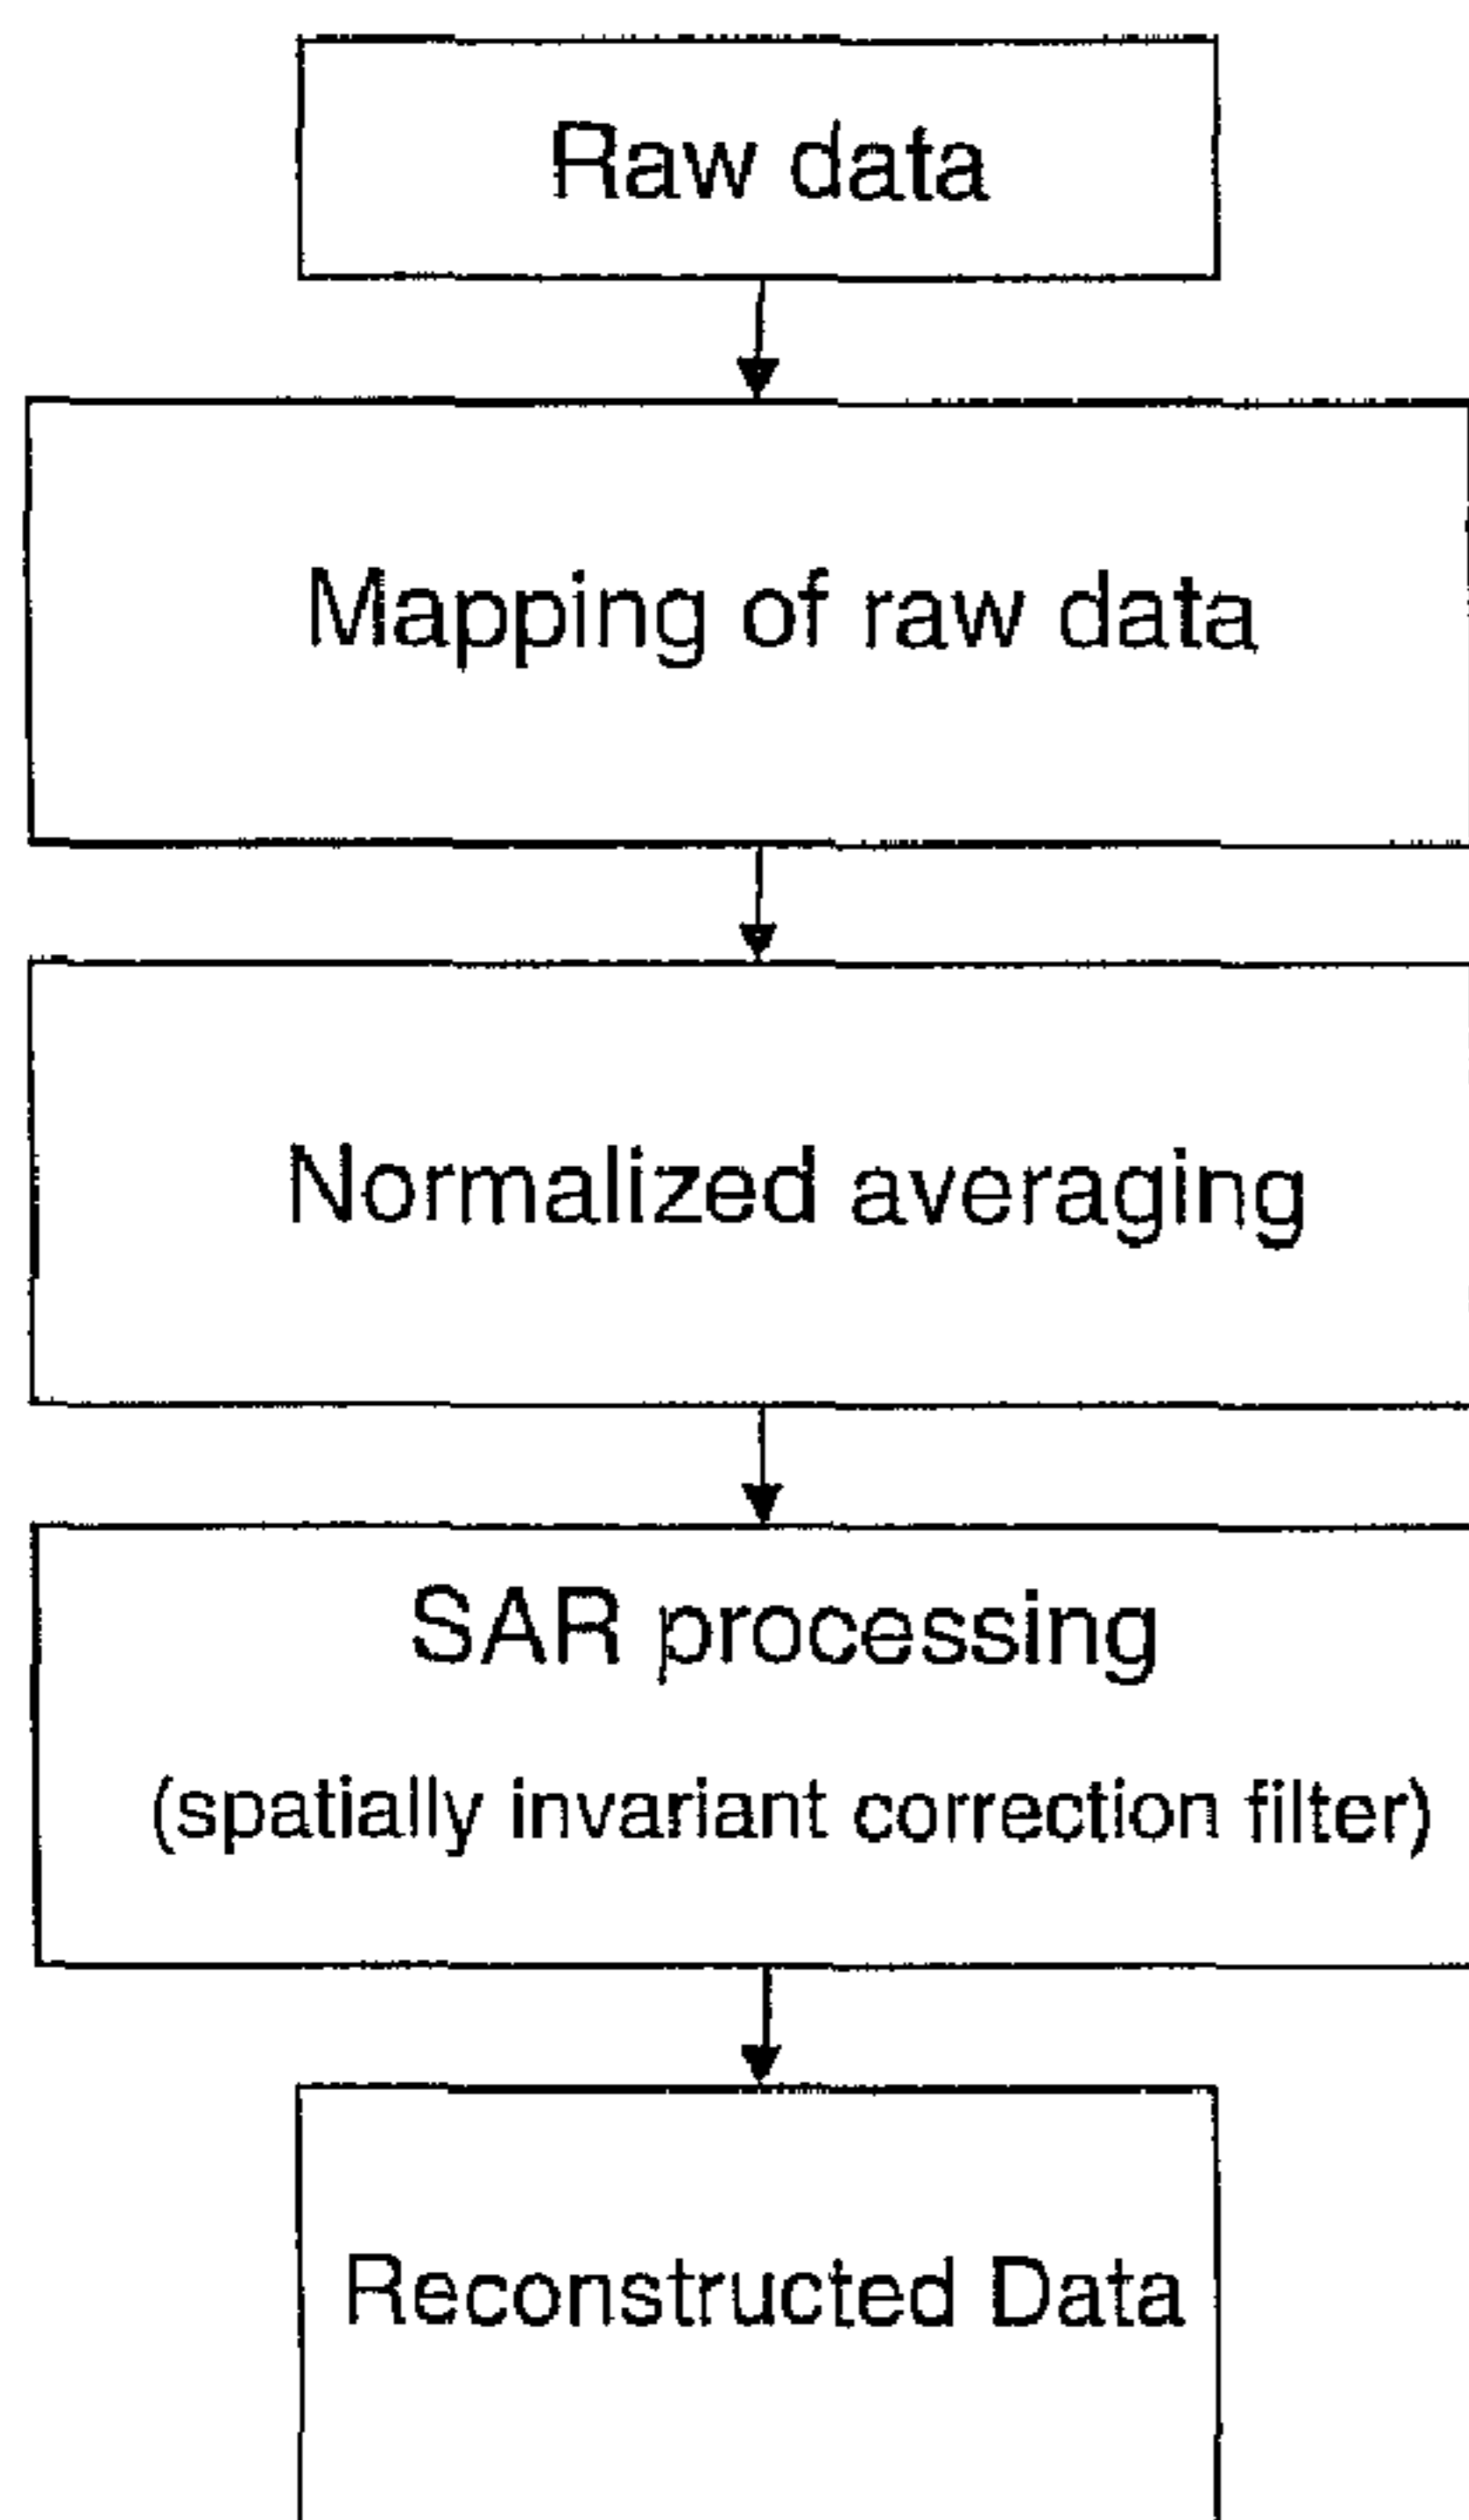 Raw data
Mapping of raw data
Normalized averaging
SAR processing
(spatially invariant correction filter)
Reconstructed Data